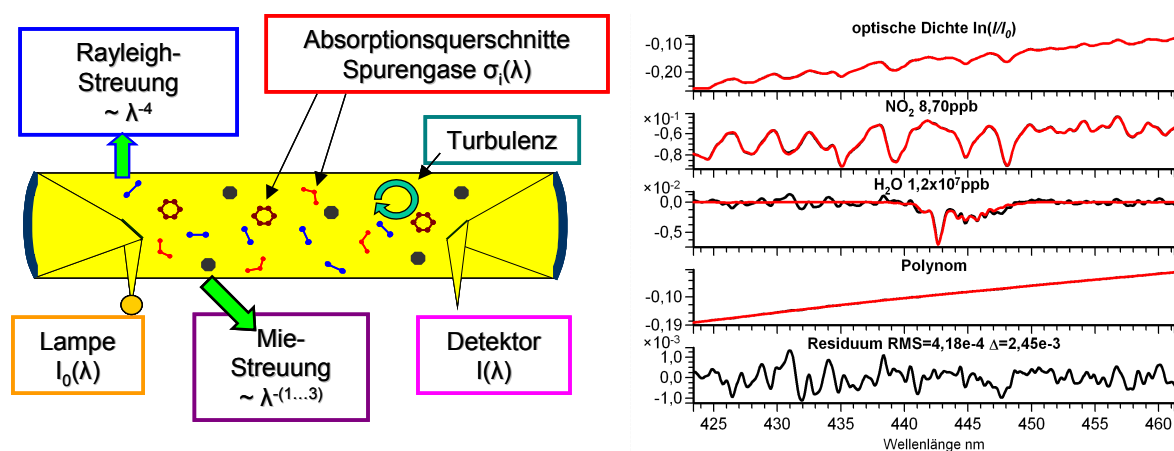 Rayleigh-
Streuung
~ λ⁻⁴
Absorptionsquerschnitte
Spurengase σᵢ(λ)
Turbulenz
Lampe
I₀(λ)
Mie-
Streuung
~ λ⁻⁽¹…³⁾
Detektor
I(λ)
optische Dichte ln(I/I₀)
-0,10
-0,20
NO₂ 8,70ppb
×10⁻¹
-0,6
-0,8
H₂O 1,2x10⁷ppb
×10⁻²
0,0
-0,5
Polynom
-0,10
-0,19
×10⁻³
Residuum RMS=4,18e-4 Δ=2,45e-3
1,0
0,0
-1,0
425 430 435 440 445 450 455 460
Wellenlänge nm